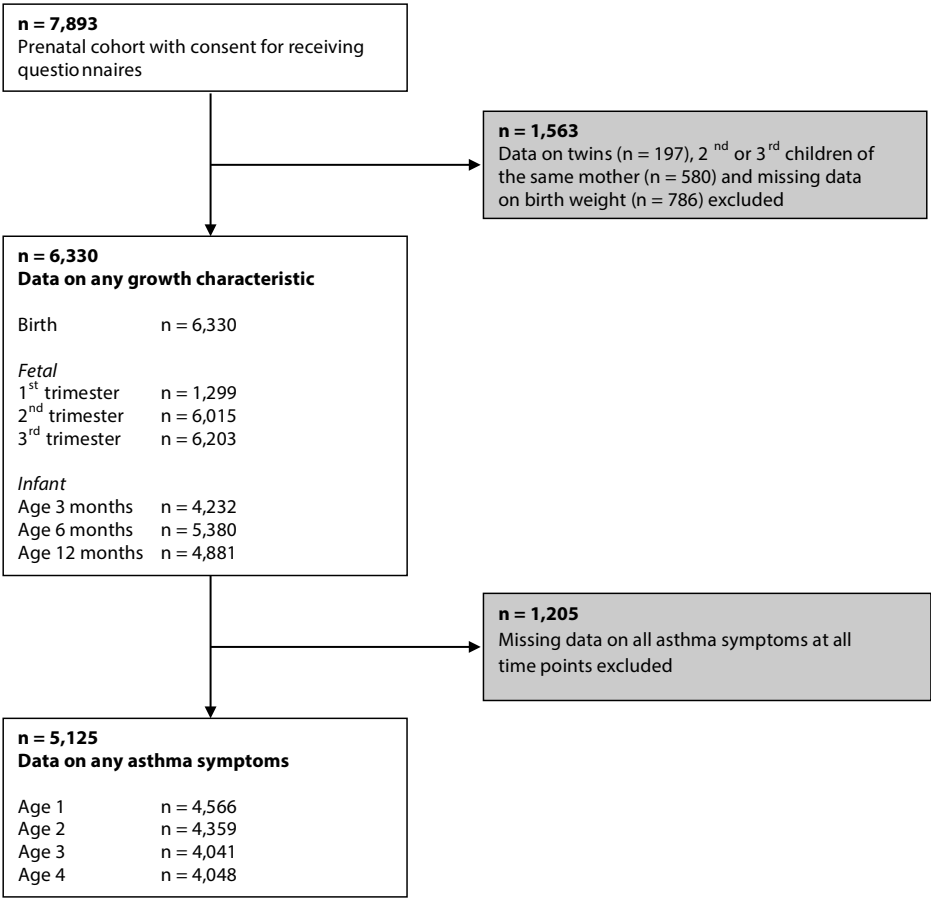 n = 7,893
Prenatal cohort with consent for receiving
questionnaires
n = 1,563
Data on twins (n = 197), 2 nd or 3rd children of
the same mother (n = 580) and missing data
on birth weight (n = 786) excluded
n = 6,330
Data on any growth characteristic
Birth n = 6,330
Fetal
1st trimester n = 1,299
2nd trimester n = 6,015
3rd trimester n = 6,203
Infant
Age 3 months n = 4,232
Age 6 months n = 5,380
Age 12 months n = 4,881
n = 1,205
Missing data on all asthma symptoms at all
time points excluded
n = 5,125
Data on any asthma symptoms
Age 1 n = 4,566
Age 2 n = 4,359
Age 3 n = 4,041
Age 4 n = 4,048